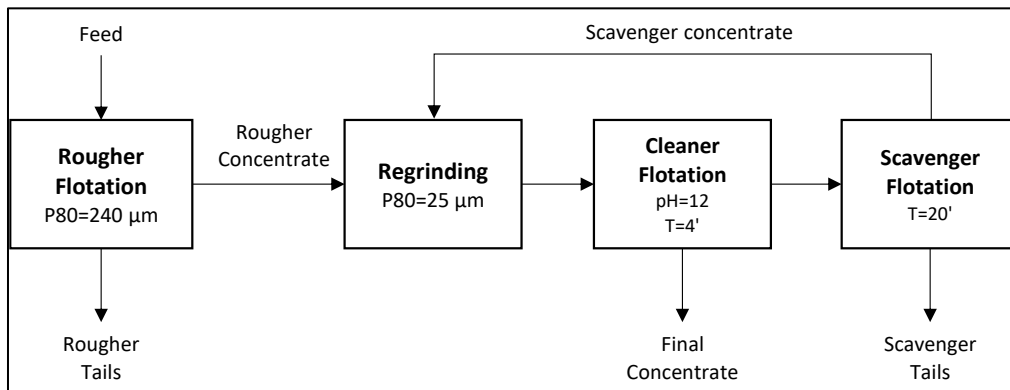 Feed
Scavenger concentrate
Rougher
Flotation
P80=240 µm
Rougher
Concentrate
Regrinding
P80=25 µm
Cleaner
Flotation
pH=12
T=4'
Scavenger
Flotation
T=20'
Rougher
Tails
Final
Concentrate
Scavenger
Tails